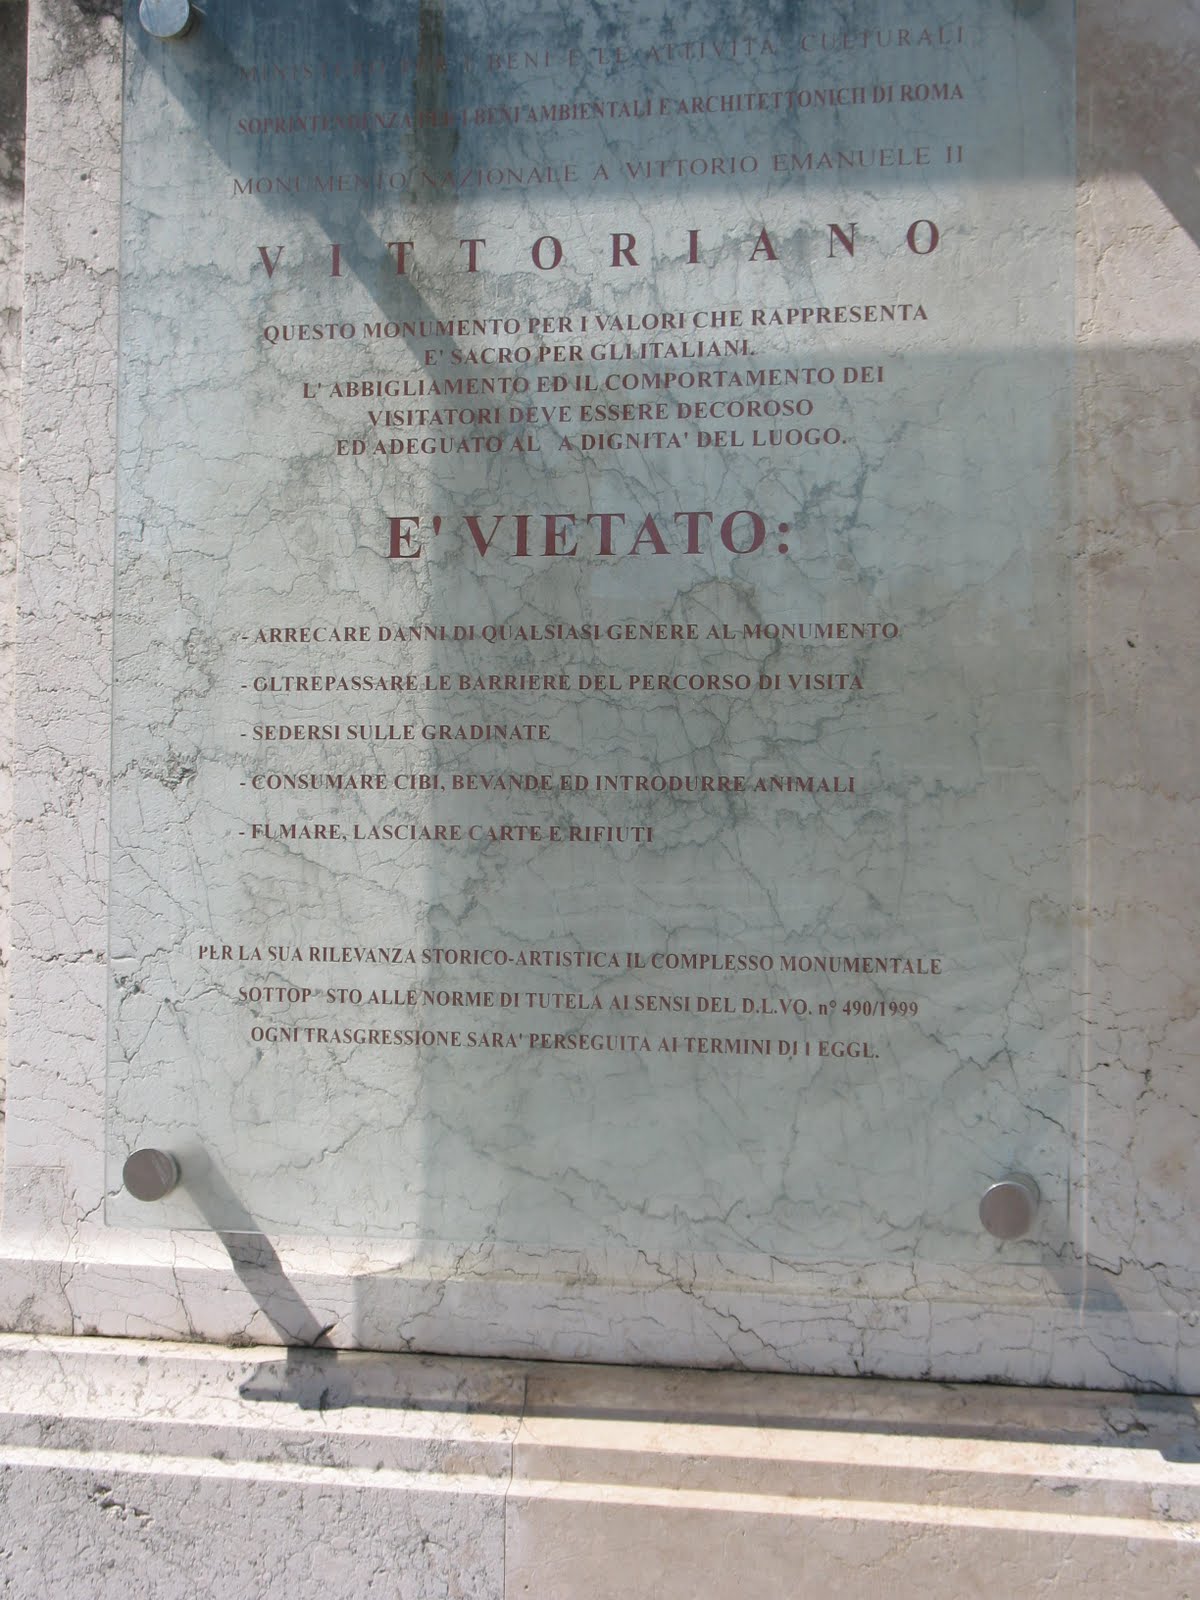 MINISTERO PER I BENI E LE ATTIVITA' CULTURALI
SOPRINTENDENZA PER I BENI AMBIENTALI E ARCHITETTONICI DI ROMA
MONUMENTO NAZIONALE A VITTORIO EMANUELE II
VITTORIANO
QUESTO MONUMENTO PER I VALORI CHE RAPPRESENTA
E' SACRO PER GLI ITALIANI.
L' ABBIGLIAMENTO ED IL COMPORTAMENTO DEI
VISITATORI DEVE ESSERE DECOROSO
ED ADEGUATO AL A DIGNITA' DEL LUOGO.
E' VIETATO:
- ARRECARE DANNI DI QUALSIASI GENERE AL MONUMENTO
- OLTREPASSARE LE BARRIERE DEL PERCORSO DI VISITA
- SEDERSI SULLE GRADINATE
- CONSUMARE CIBI, BEVANDE ED INTRODURRE ANIMALI
- FUMARE, LASCIARE CARTE E RIFIUTI
PER LA SUA RILEVANZA STORICO-ARTISTICA IL COMPLESSO MONUMENTALE
SOTTOP STO ALLE NORME DI TUTELA AI SENSI DEL D.L.VO. n° 490/1999
OGNI TRASGRESSIONE SARA' PERSEGUITA AI TERMINI DI l EGGL.